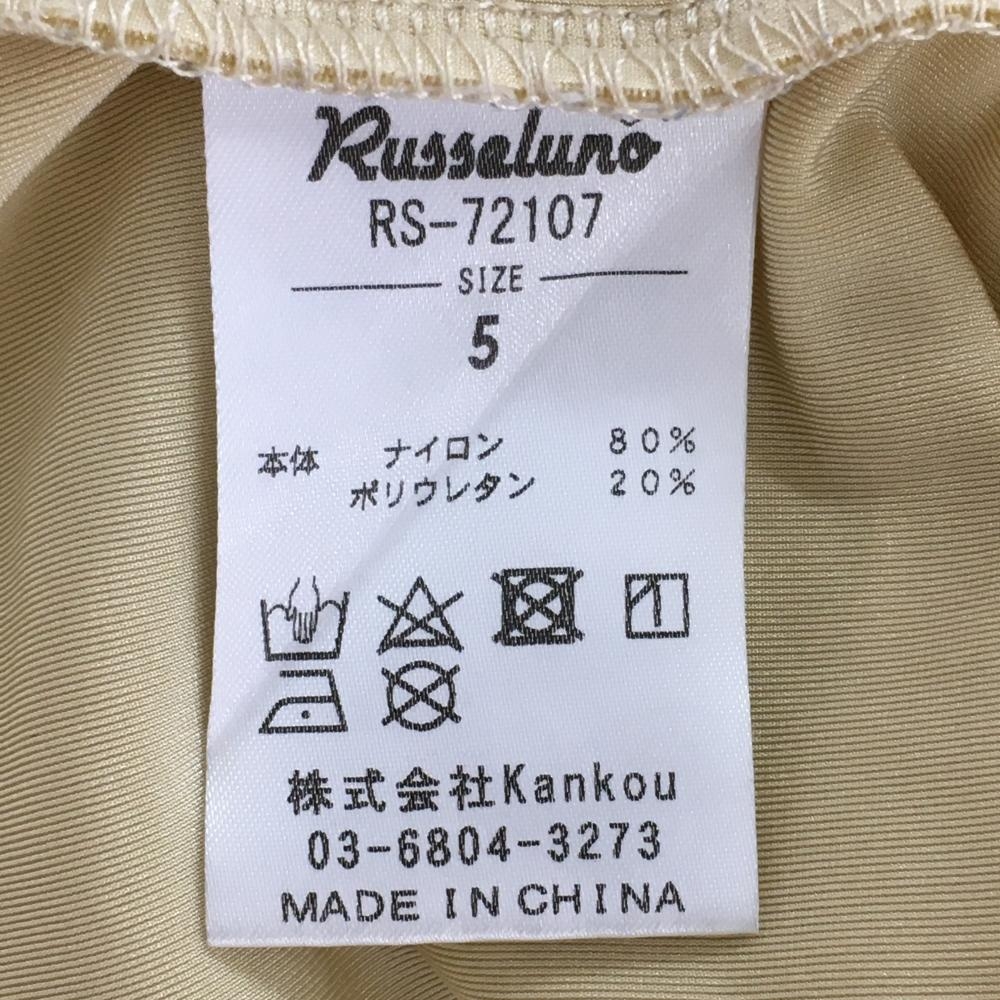 Russeluno
RS-72107
SIZE
5
本体 ナイロン 80%
ポリウレタン 20%
株式会社Kankou
03-6804-3273
MADE IN CHINA